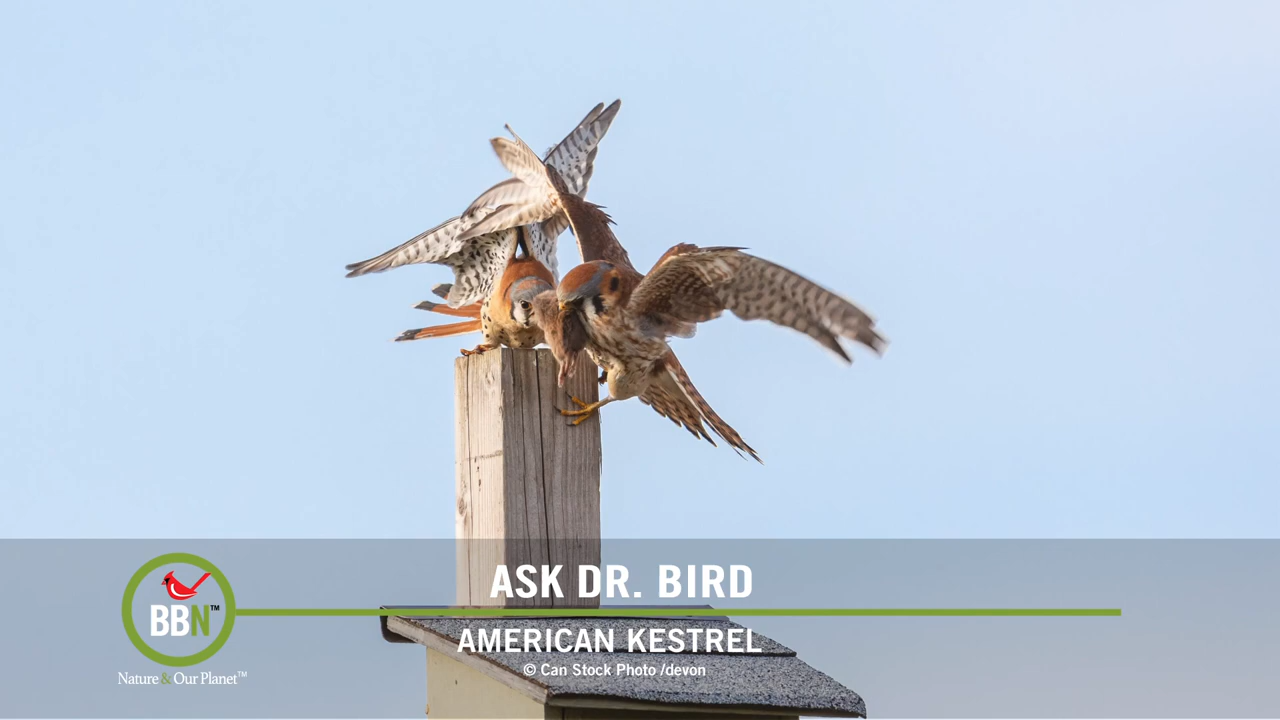 ASK DR. BIRD
BBN™
AMERICAN KESTREL
© Can Stock Photo /devon
Nature & Our Planet™